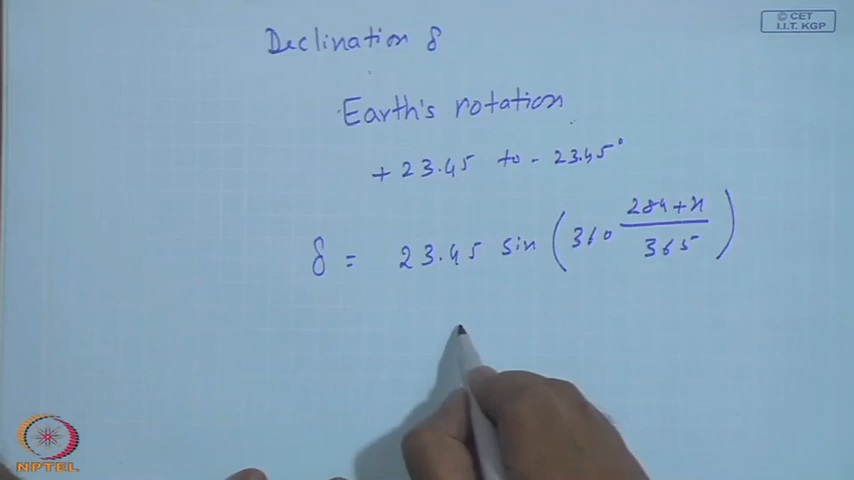 © CET
I.I.T. KGP
Declination δ
Earth's rotation
+ 23.45 to - 23.45°
δ = 23.45 sin (360 284+n / 365)
NPTEL